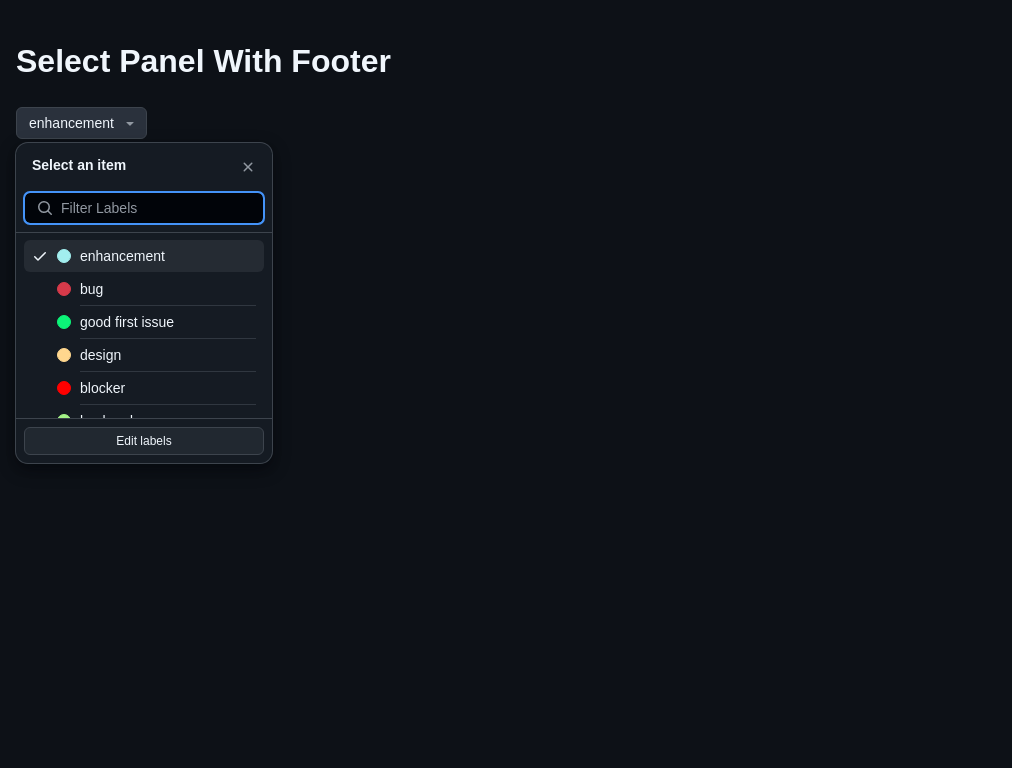 Select Panel With Footer
enhancement
Select an item
Filter Labels
enhancement
bug
good first issue
design
blocker
Edit labels